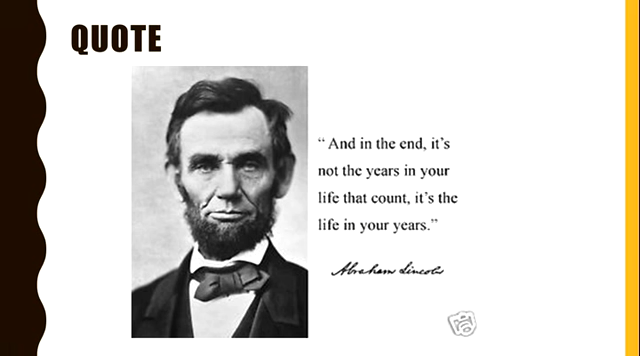 QUOTE
“ And in the end, it’s
not the years in your
life that count, it’s the
life in your years.”
Abraham Lincoln